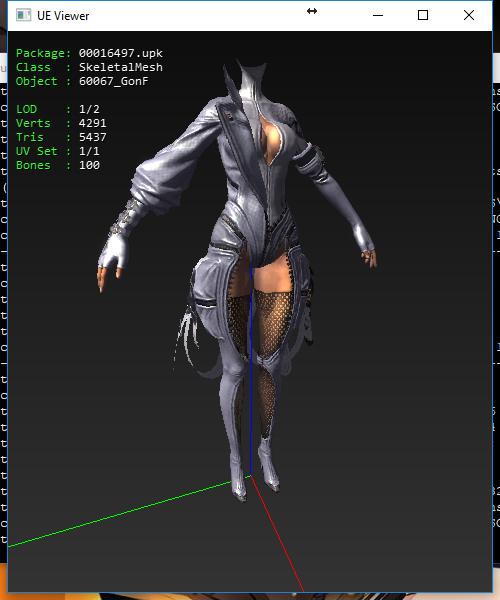 UE Viewer
Package: 00016497.upk
Class  : SkeletalMesh
Object : 60067_GonF
LOD    : 1/2
Verts  : 4291
Tris   : 5437
UV Set : 1/1
Bones  : 100